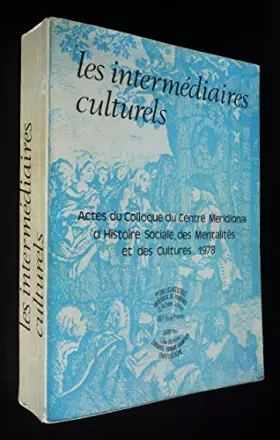 les intermédiaires
culturels
Actes du Colloque du Centre Meridional
d'Histoire Sociale, des Mentalités
et des Cultures. 1978
PUBLICATIONS
les intermédiaires
culturels